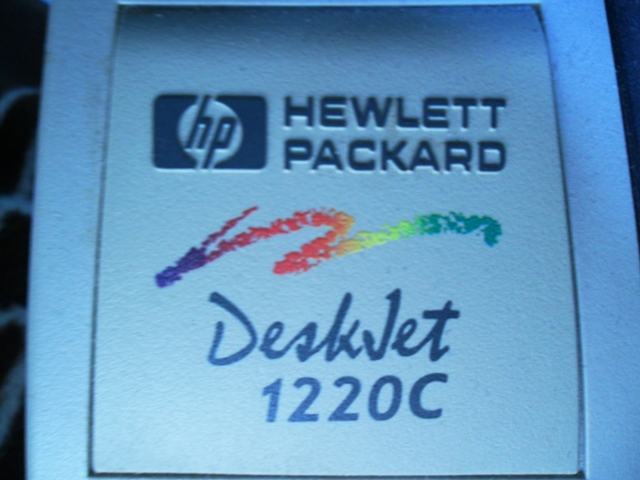 hp HEWLETT
PACKARD
DeskJet
1220C